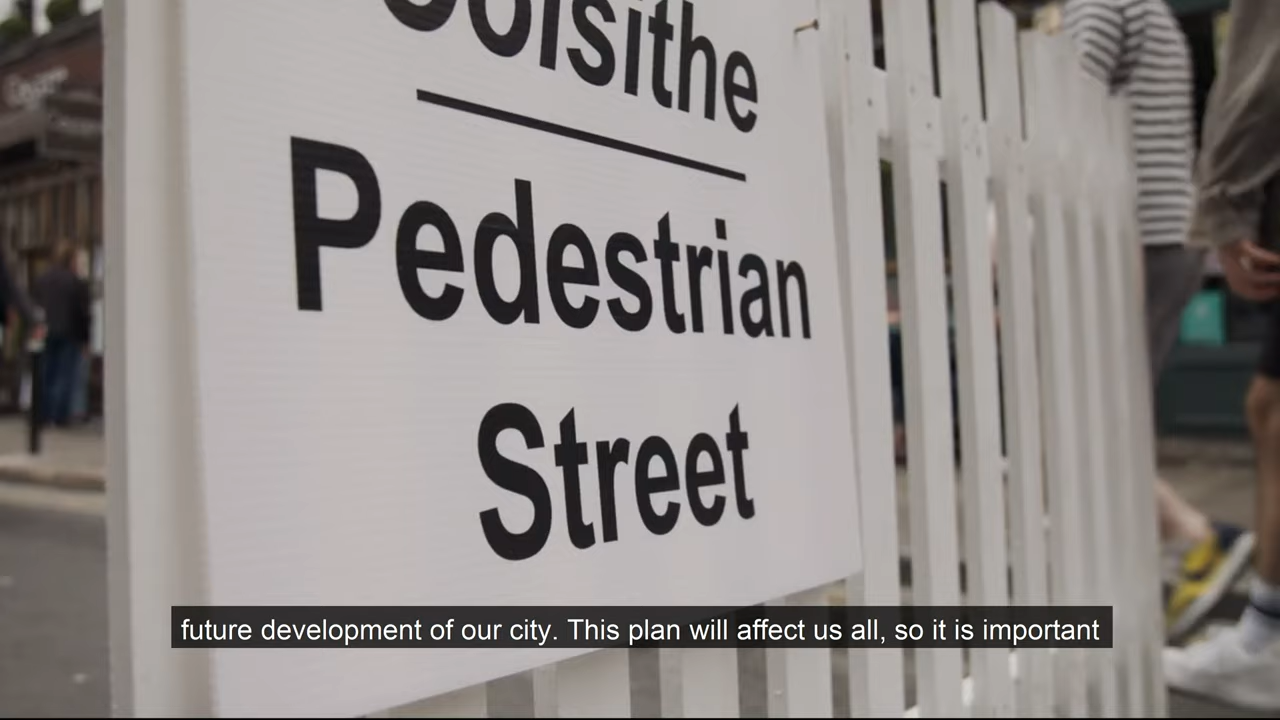 Coisithe
Pedestrian
Street
future development of our city. This plan will affect us all, so it is important